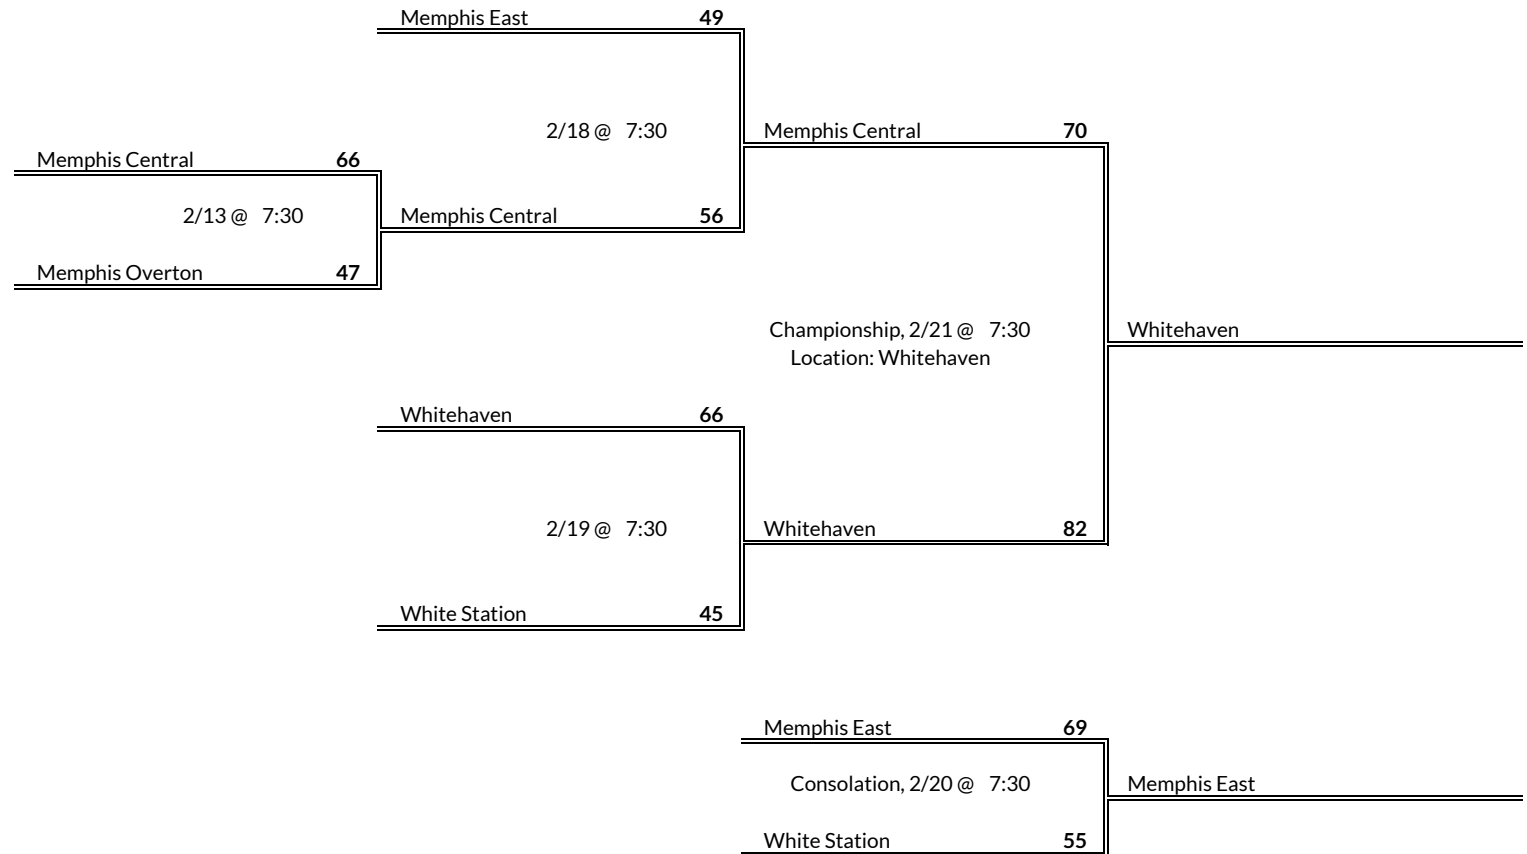 Memphis East 49
2/18 @ 7:30
Memphis Central 70
Memphis Central 66
2/13 @ 7:30
Memphis Central 56
Memphis Overton 47
Championship, 2/21 @ 7:30
Whitehaven
Location: Whitehaven
Whitehaven 66
2/19 @ 7:30
Whitehaven 82
White Station 45
Memphis East 69
Consolation, 2/20 @ 7:30
Memphis East
White Station 55